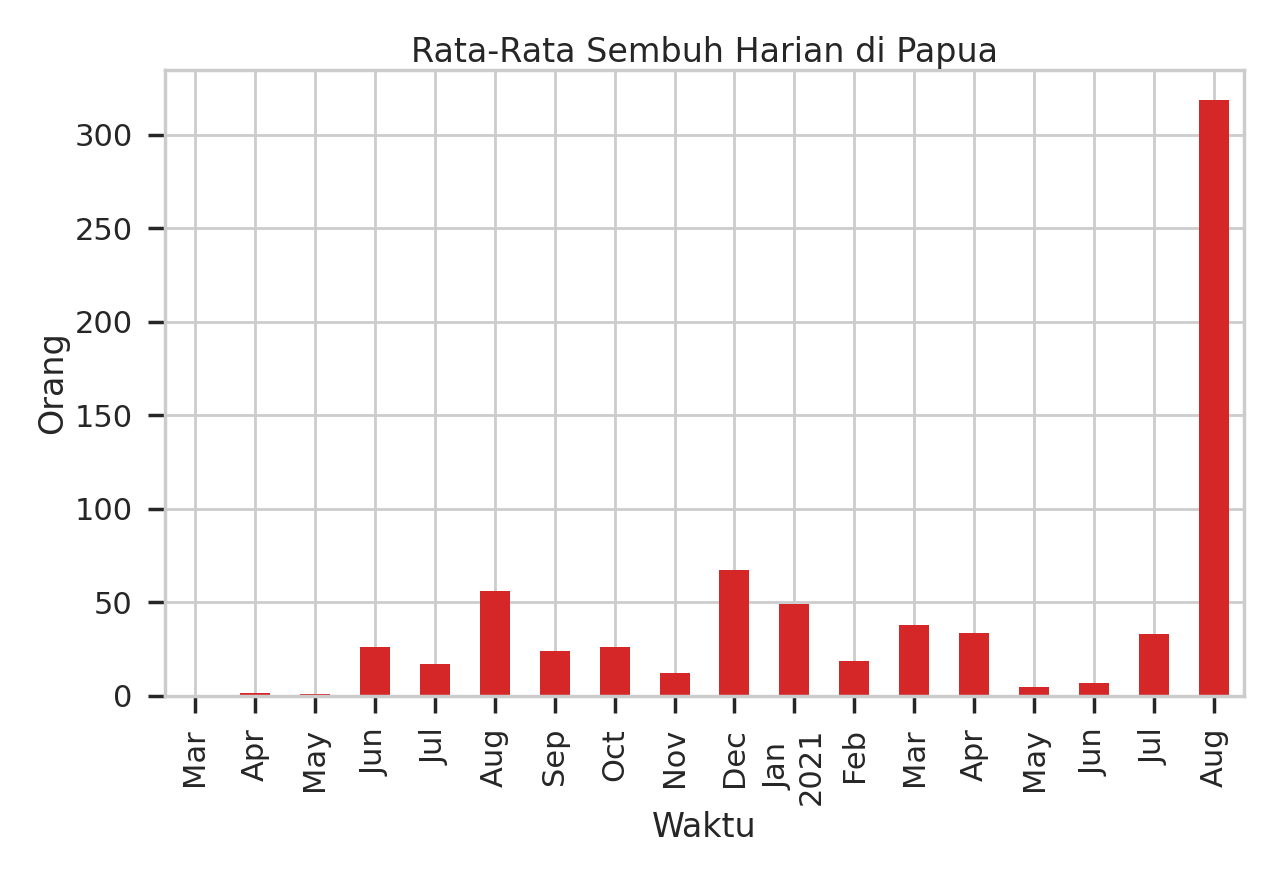 Rata-Rata Sembuh Harian di Papua
Orang
300
250
200
150
100
50
0
Mar
Apr
May
Jun
Jul
Aug
Sep
Oct
Nov
Dec
Jan
2021
Feb
Mar
Apr
May
Jun
Jul
Aug
Waktu